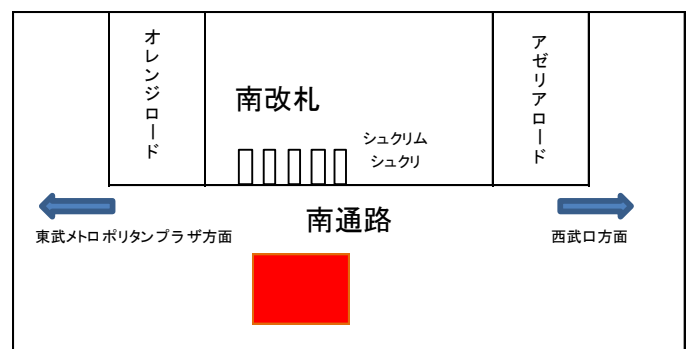 オレンジロード
アゼリアロード
南改札
シュクリム
シュクリ
南通路
東武メトロポリタンプラザ方面
西武口方面